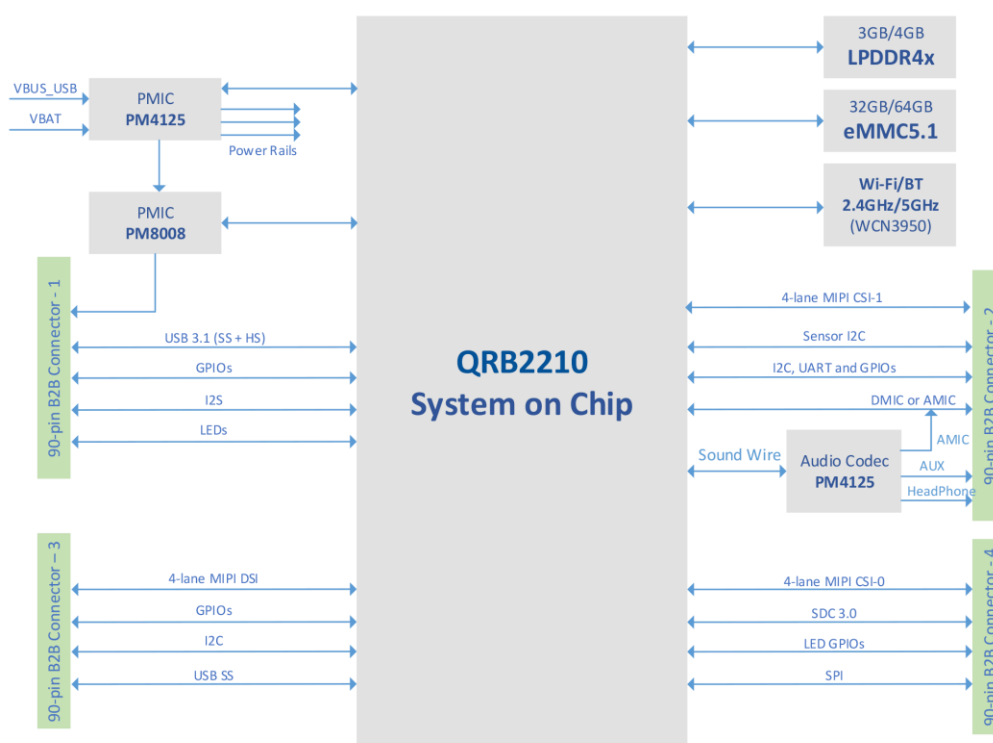 VBUS_USB
VBAT
PMIC
PM4125
Power Rails
PMIC
PM8008
90-pin B2B Connector - 1
USB 3.1 (SS + HS)
GPIOs
I2S
LEDs
90-pin B2B Connector – 3
4-lane MIPI DSI
GPIOs
I2C
USB SS
QRB2210
System on Chip
3GB/4GB
LPDDR4x
32GB/64GB
eMMC5.1
Wi-Fi/BT
2.4GHz/5GHz
(WCN3950)
4-lane MIPI CSI-1
Sensor I2C
I2C, UART and GPIOs
DMIC or AMIC
AMIC
Sound Wire
Audio Codec
PM4125
AUX
HeadPhone
90-pin B2B Connector - 2
4-lane MIPI CSI-0
SDC 3.0
LED GPIOs
SPI
90-pin B2B Connector - 4